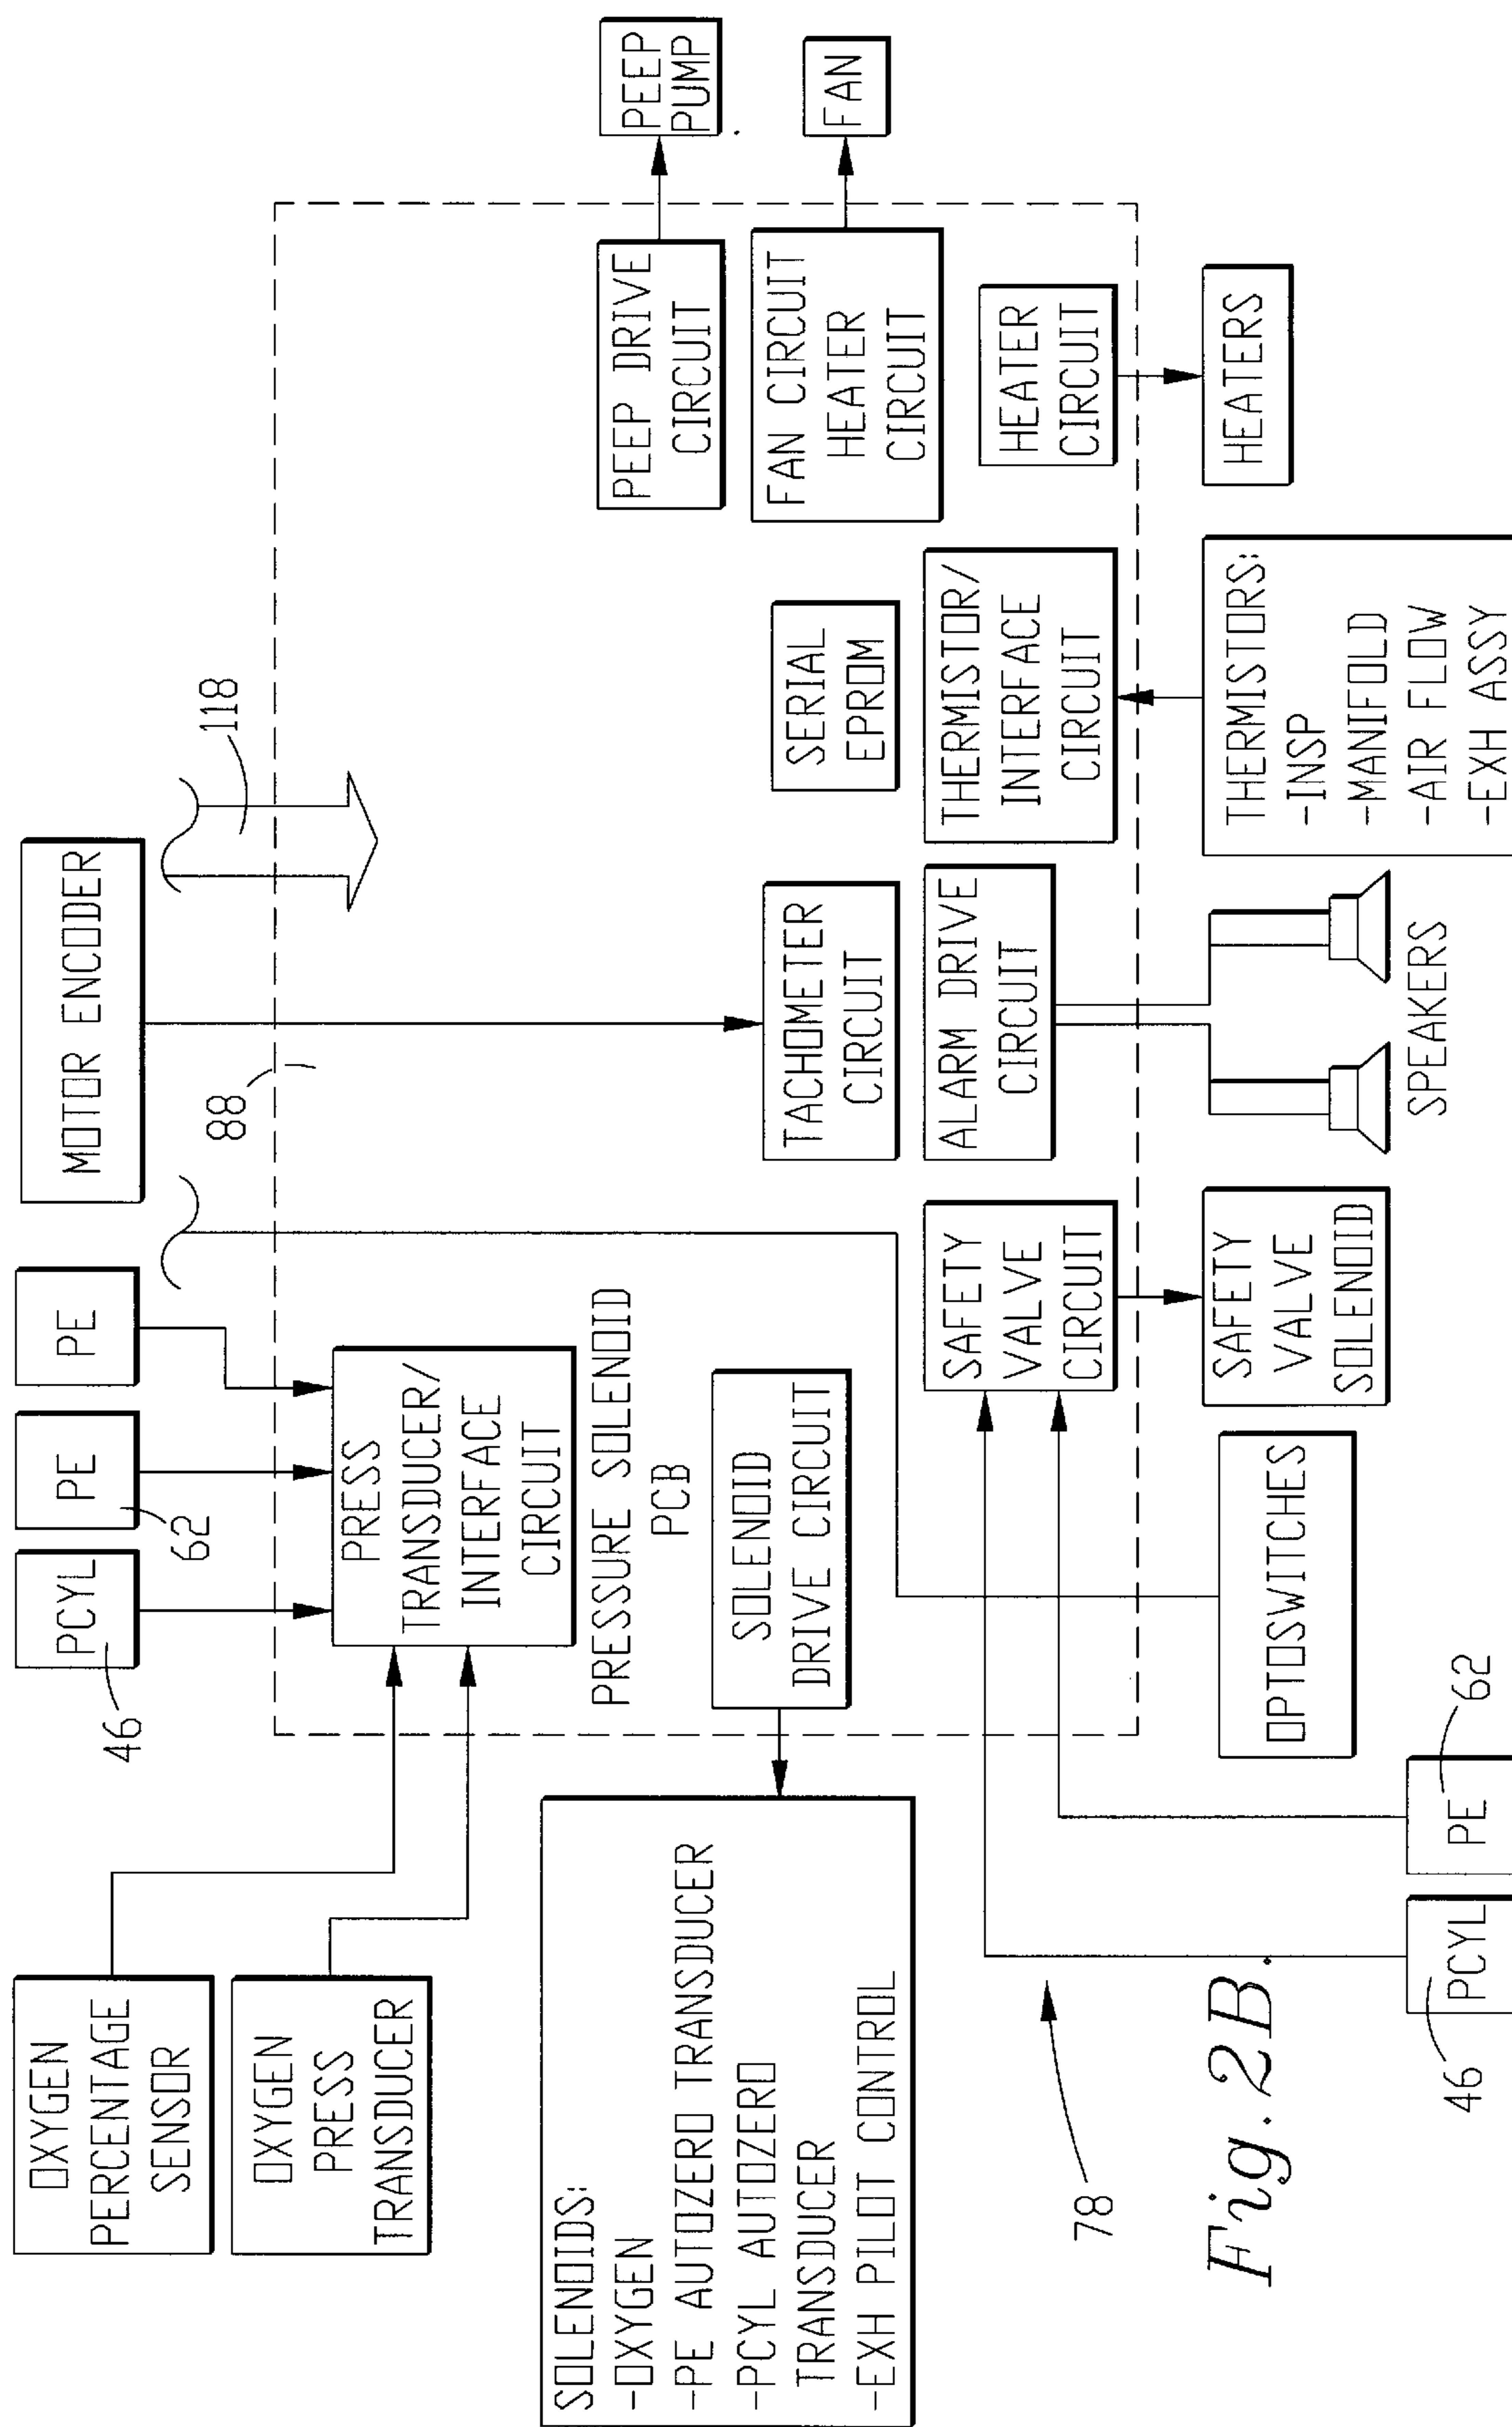 OXYGEN
PERCENTAGE
SENSOR
OXYGEN
PRESS
TRANSDUCER
46
PCYL
62
PE
PE
MOTOR ENCODER
88
118
PRESS
TRANSDUCER/
INTERFACE
CIRCUIT
PRESSURE SOLENOID
PCB
SOLENOIDS:
-OXYGEN
-PE AUTOZERO TRANSDUCER
-PCYL AUTOZERO
TRANSDUCER
-EXH PILOT CONTROL
SOLENOID
DRIVE CIRCUIT
TACHOMETER
CIRCUIT
SERIAL
EPROM
PEEP DRIVE
CIRCUIT
PEEP
PUMP
FAN CIRCUIT
HEATER
CIRCUIT
FAN
SAFETY
VALVE
CIRCUIT
ALARM DRIVE
CIRCUIT
THERMISTOR/
INTERFACE
CIRCUIT
HEATER
CIRCUIT
78
OPTOSWITCHES
SAFETY
VALVE
SOLENOID
SPEAKERS
THERMISTORS:
-INSP
-MANIFOLD
-AIR FLOW
-EXH ASSY
HEATERS
46
PCYL
62
PE
Fig. 2B.